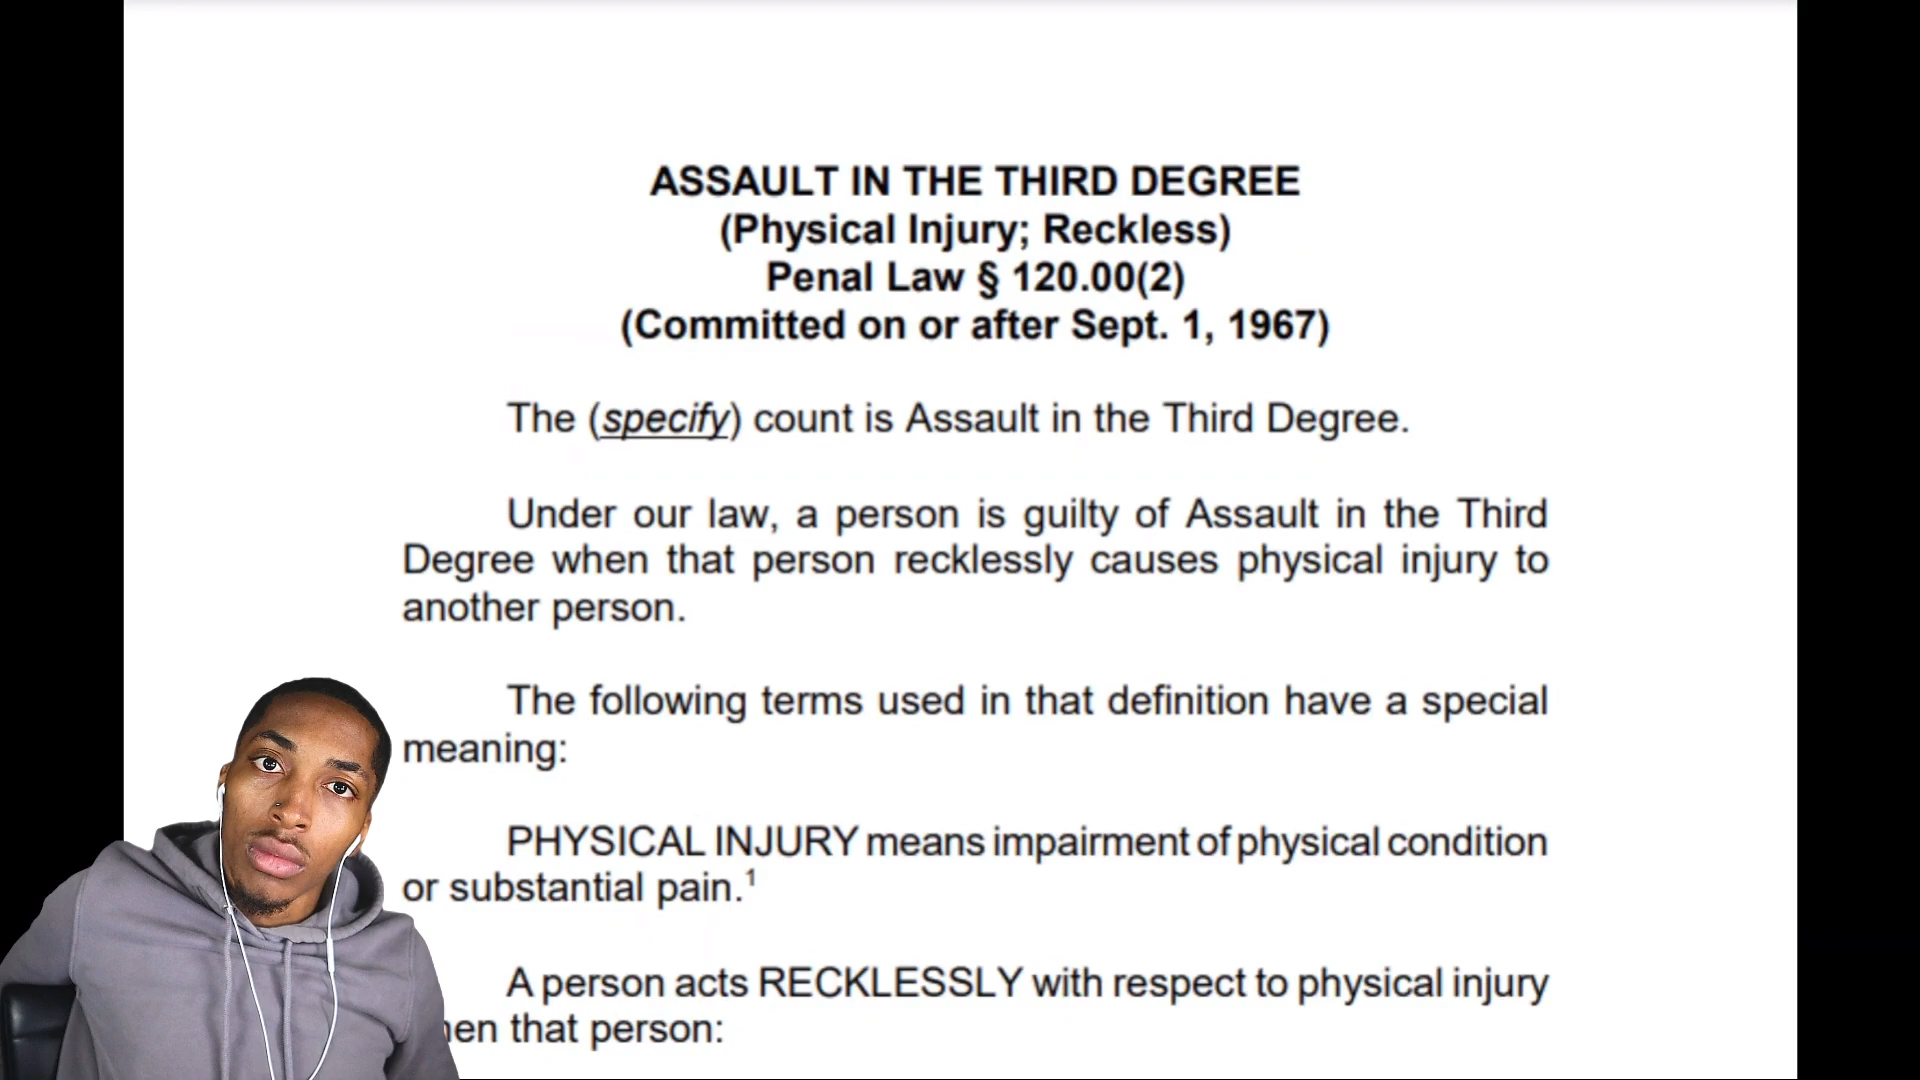 ASSAULT IN THE THIRD DEGREE
(Physical Injury; Reckless)
Penal Law § 120.00(2)
(Committed on or after Sept. 1, 1967)
The (specify) count is Assault in the Third Degree.
Under our law, a person is guilty of Assault in the Third
Degree when that person recklessly causes physical injury to
another person.
The following terms used in that definition have a special
meaning:
PHYSICAL INJURY means impairment of physical condition
or substantial pain.¹
A person acts RECKLESSLY with respect to physical injury
that person: